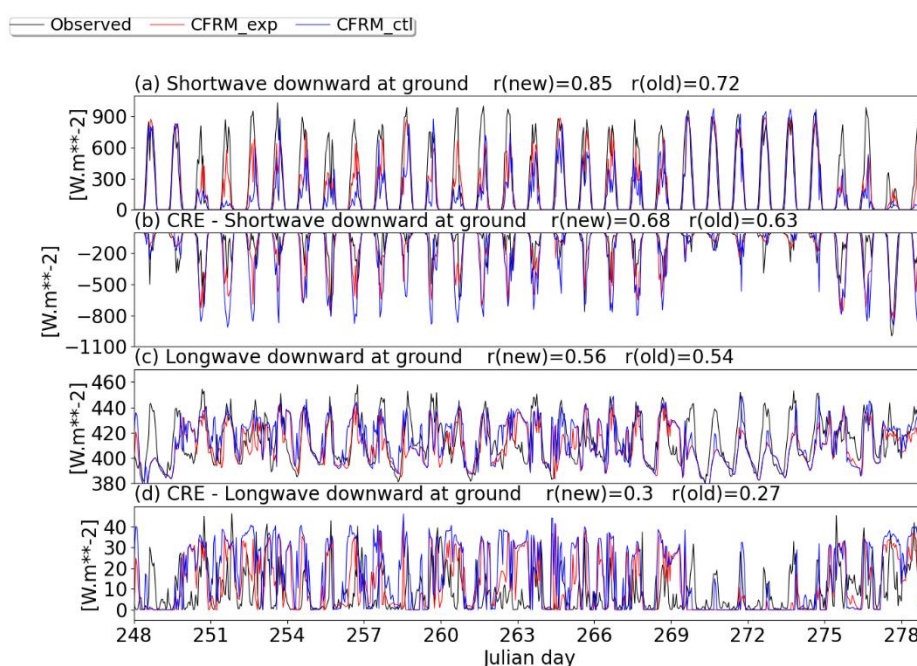 Observed CFRM_exp CFRM_ctl
(a) Shortwave downward at ground r(new)=0.85 r(old)=0.72
[W.m**-2]
900
600
300
0
(b) CRE - Shortwave downward at ground r(new)=0.68 r(old)=0.63
[W.m**-2]
−200
−500
−800
−1100
(c) Longwave downward at ground r(new)=0.56 r(old)=0.54
[W.m**-2]
460
440
420
400
380
(d) CRE - Longwave downward at ground r(new)=0.3 r(old)=0.27
[W.m**-2]
40
30
20
10
0
248 251 254 257 260 263 266 269 272 275 278
Julian day